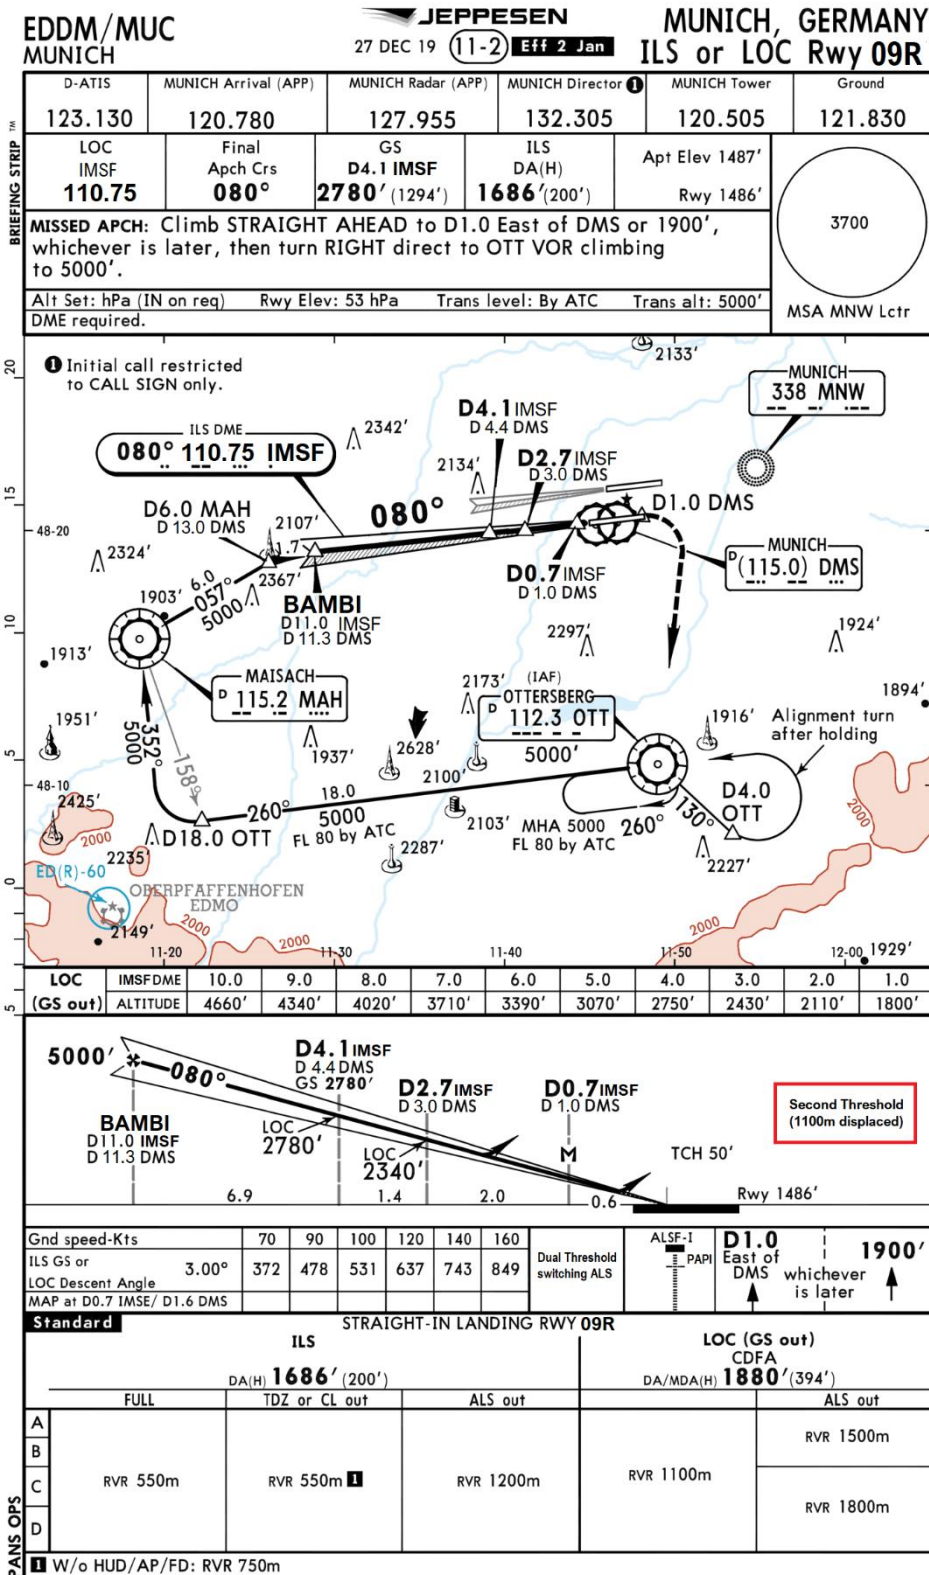 EDDM/MUC
MUNICH
JEPPESEN
27 DEC 19 11-2 Eff 2 Jan
MUNICH, GERMANY
ILS or LOC Rwy 09R
BRIEFING STRIP TM
D-ATIS
123.130
MUNICH Arrival (APP)
120.780
MUNICH Radar (APP)
127.955
MUNICH Director 1
132.305
MUNICH Tower
120.505
Ground
121.830
LOC
IMSF
110.75
Final
Apch Crs
080°
GS
D4.1 IMSF
2780' (1294')
ILS
DA(H)
1686' (200')
Apt Elev 1487'
Rwy 1486'
3700
MSA MNW Lctr
MISSED APCH: Climb STRAIGHT AHEAD to D1.0 East of DMS or 1900',
whichever is later, then turn RIGHT direct to OTT VOR climbing
to 5000'.
Alt Set: hPa (IN on req) Rwy Elev: 53 hPa Trans level: By ATC Trans alt: 5000'
DME required.
1 Initial call restricted
to CALL SIGN only.
2133'
MUNICH
338 MNW
20
2342'
D4.1 IMSF
D 4.4 DMS
ILS DME
080° 110.75 IMSF
2134'
D2.7 IMSF
D 3.0 DMS
15
D6.0 MAH
D 13.0 DMS
2107'
080°
D1.0 DMS
48-20
2324'
1.7
2367'
MUNICH
D (115.0) DMS
D0.7 IMSF
D 1.0 DMS
1903'
6.0
057°
5000
BAMBI
D11.0 IMSF
D 11.3 DMS
10
1913'
2297'
1924'
MAISACH
D 115.2 MAH
2173'
(IAF)
OTTERSBERG
D 112.3 OTT
5000'
1894'
1951'
352°
5000
158°
1937'
2628'
2100'
1916'
Alignment turn
after holding
5
48-10
2425'
2000
18.0
260°
5000
FL 80 by ATC
D18.0 OTT
2103'
MHA 5000
FL 80 by ATC
260°
130°
D4.0
OTT
2000
2235'
2287'
2227'
0
ED(R)-60
OBERPFAFFENHOFEN
EDMO
2149'
2000
2000
2000
11-20
11-30
11-40
11-50
12-00
1929'
5
LOC IMSF DME 10.0 9.0 8.0 7.0 6.0 5.0 4.0 3.0 2.0 1.0
(GS out) ALTITUDE 4660' 4340' 4020' 3710' 3390' 3070' 2750' 2430' 2110' 1800'
5000'
080°
BAMBI
D11.0 IMSF
D 11.3 DMS
D4.1 IMSF
D 4.4 DMS
GS 2780'
LOC
2780'
D2.7 IMSF
D 3.0 DMS
LOC
2340'
D0.7 IMSF
D 1.0 DMS
M
Second Threshold
(1100m displaced)
TCH 50'
6.9
1.4
2.0
0.6
Rwy 1486'
Gnd speed-Kts 70 90 100 120 140 160
ILS GS or
LOC Descent Angle 3.00° 372 478 531 637 743 849
MAP at D0.7 IMSE/ D1.6 DMS
Dual Threshold
switching ALS
ALSF-I
PAPI
D1.0
East of
DMS
whichever
is later
1900'
Standard STRAIGHT-IN LANDING RWY 09R
ILS
DA(H) 1686' (200')
LOC (GS out)
CDFA
DA/MDA(H) 1880' (394')
FULL
TDZ or CL out
ALS out
ALS out
A
B
C
D
RVR 550m
RVR 550m 1
RVR 1200m
RVR 1100m
RVR 1500m
RVR 1800m
PANS OPS
1 W/o HUD/AP/FD: RVR 750m